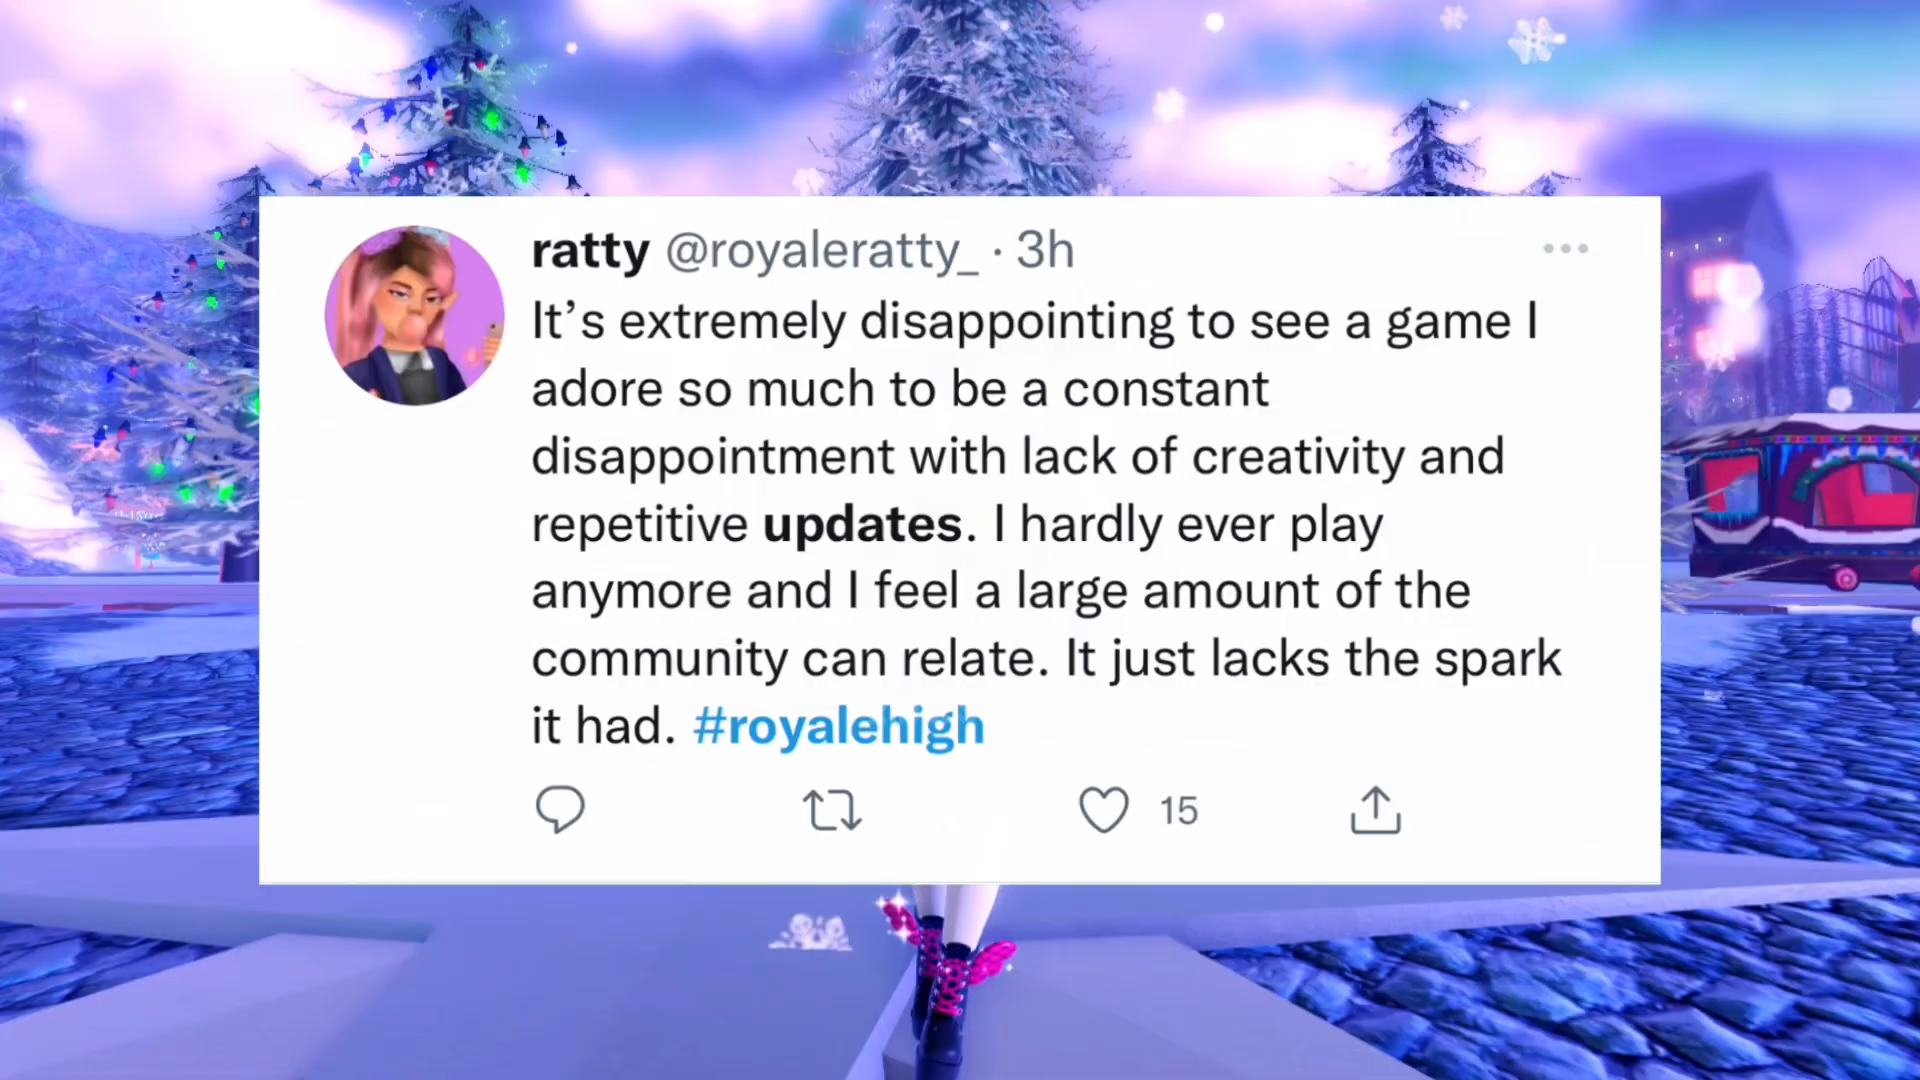 ratty @royaleratty_ · 3h
It’s extremely disappointing to see a game I
adore so much to be a constant
disappointment with lack of creativity and
repetitive updates. I hardly ever play
anymore and I feel a large amount of the
community can relate. It just lacks the spark
it had. #royalehigh
15